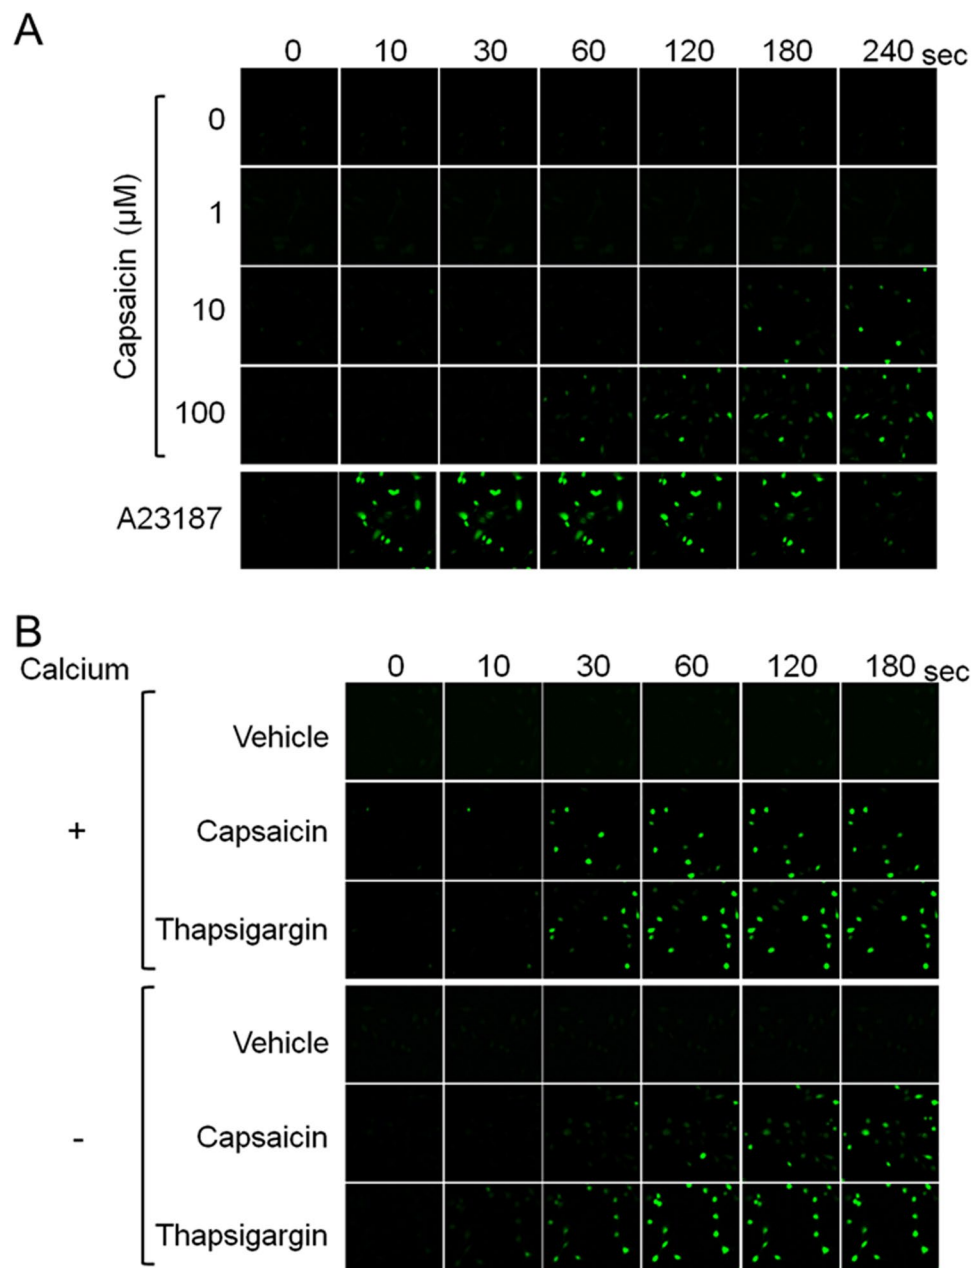 A
0 10 30 60 120 180 240 sec
Capsaicin (μM)
0
1
10
100
A23187
B
Calcium
0 10 30 60 120 180 sec
+
Vehicle
Capsaicin
Thapsigargin
-
Vehicle
Capsaicin
Thapsigargin